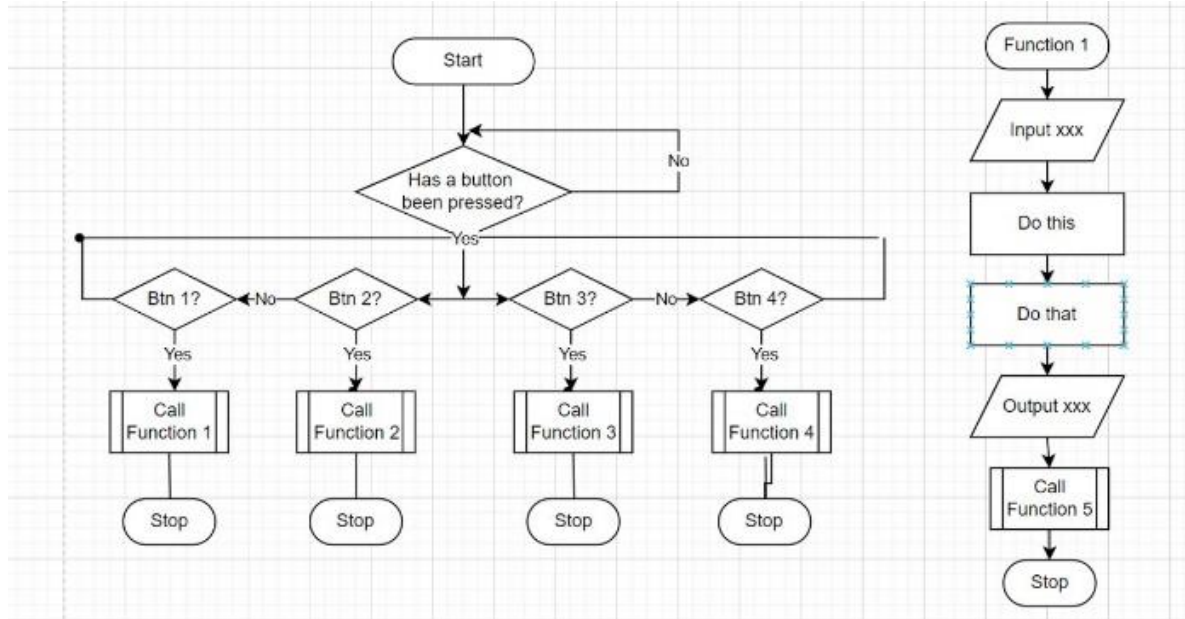 Start
No
Has a button
been pressed?
Yes
Btn 1?
No
Btn 2?
Btn 3?
No
Btn 4?
Yes
Yes
Yes
Yes
Call
Function 1
Call
Function 2
Call
Function 3
Call
Function 4
Stop
Stop
Stop
Stop
Function 1
Input xxx
Do this
Do that
Output xxx
Call
Function 5
Stop